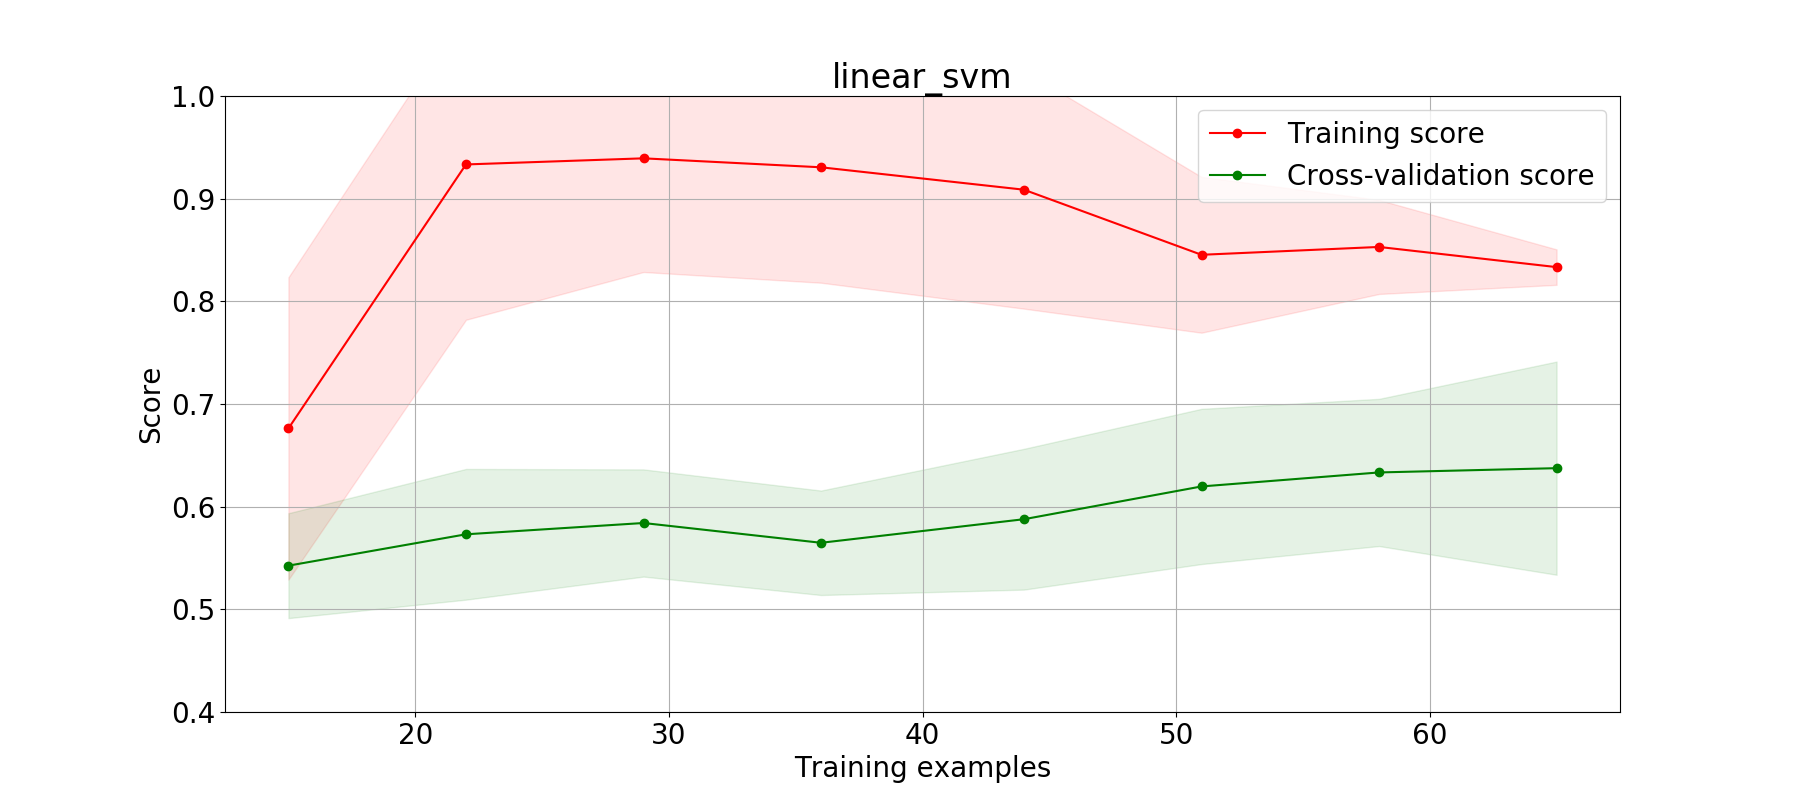 linear_svm
1.0
0.9
0.8
0.7
0.6
0.5
0.4
Score
Training score
Cross-validation score
20 30 40 50 60
Training examples